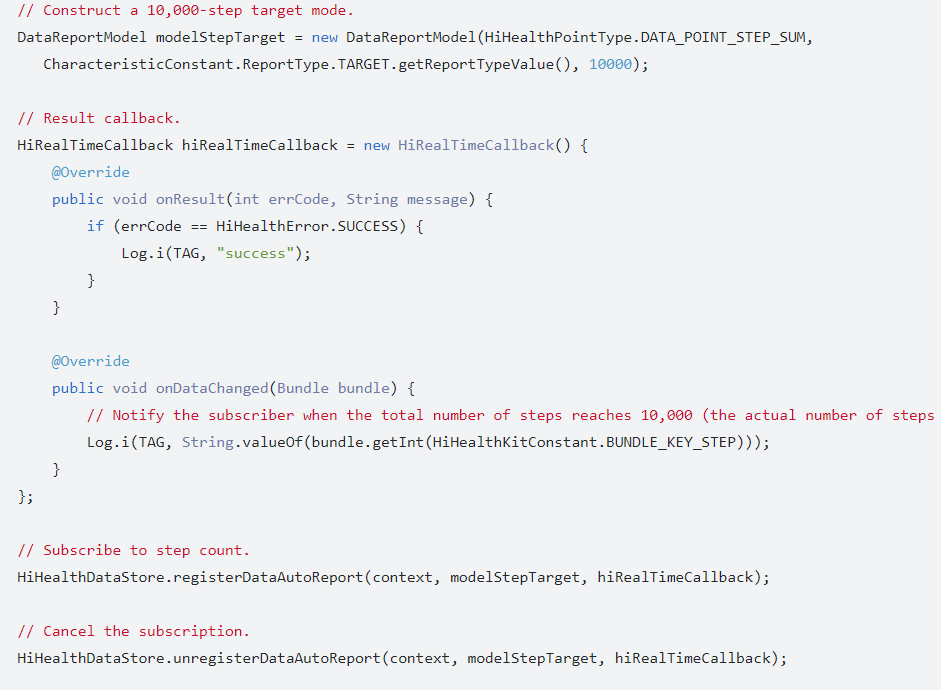 // Construct a 10,000-step target mode.
DataReportModel modelStepTarget = new DataReportModel(HiHealthPointType.DATA_POINT_STEP_SUM,
   CharacteristicConstant.ReportType.TARGET.getReportTypeValue(), 10000);

// Result callback.
HiRealTimeCallback hiRealTimeCallback = new HiRealTimeCallback() {
    @Override
    public void onResult(int errCode, String message) {
        if (errCode == HiHealthError.SUCCESS) {
            Log.i(TAG, "success");
        }
    }

    @Override
    public void onDataChanged(Bundle bundle) {
        // Notify the subscriber when the total number of steps reaches 10,000 (the actual number of steps
        Log.i(TAG, String.valueOf(bundle.getInt(HiHealthKitConstant.BUNDLE_KEY_STEP)));
    }
};

// Subscribe to step count.
HiHealthDataStore.registerDataAutoReport(context, modelStepTarget, hiRealTimeCallback);

// Cancel the subscription.
HiHealthDataStore.unregisterDataAutoReport(context, modelStepTarget, hiRealTimeCallback);